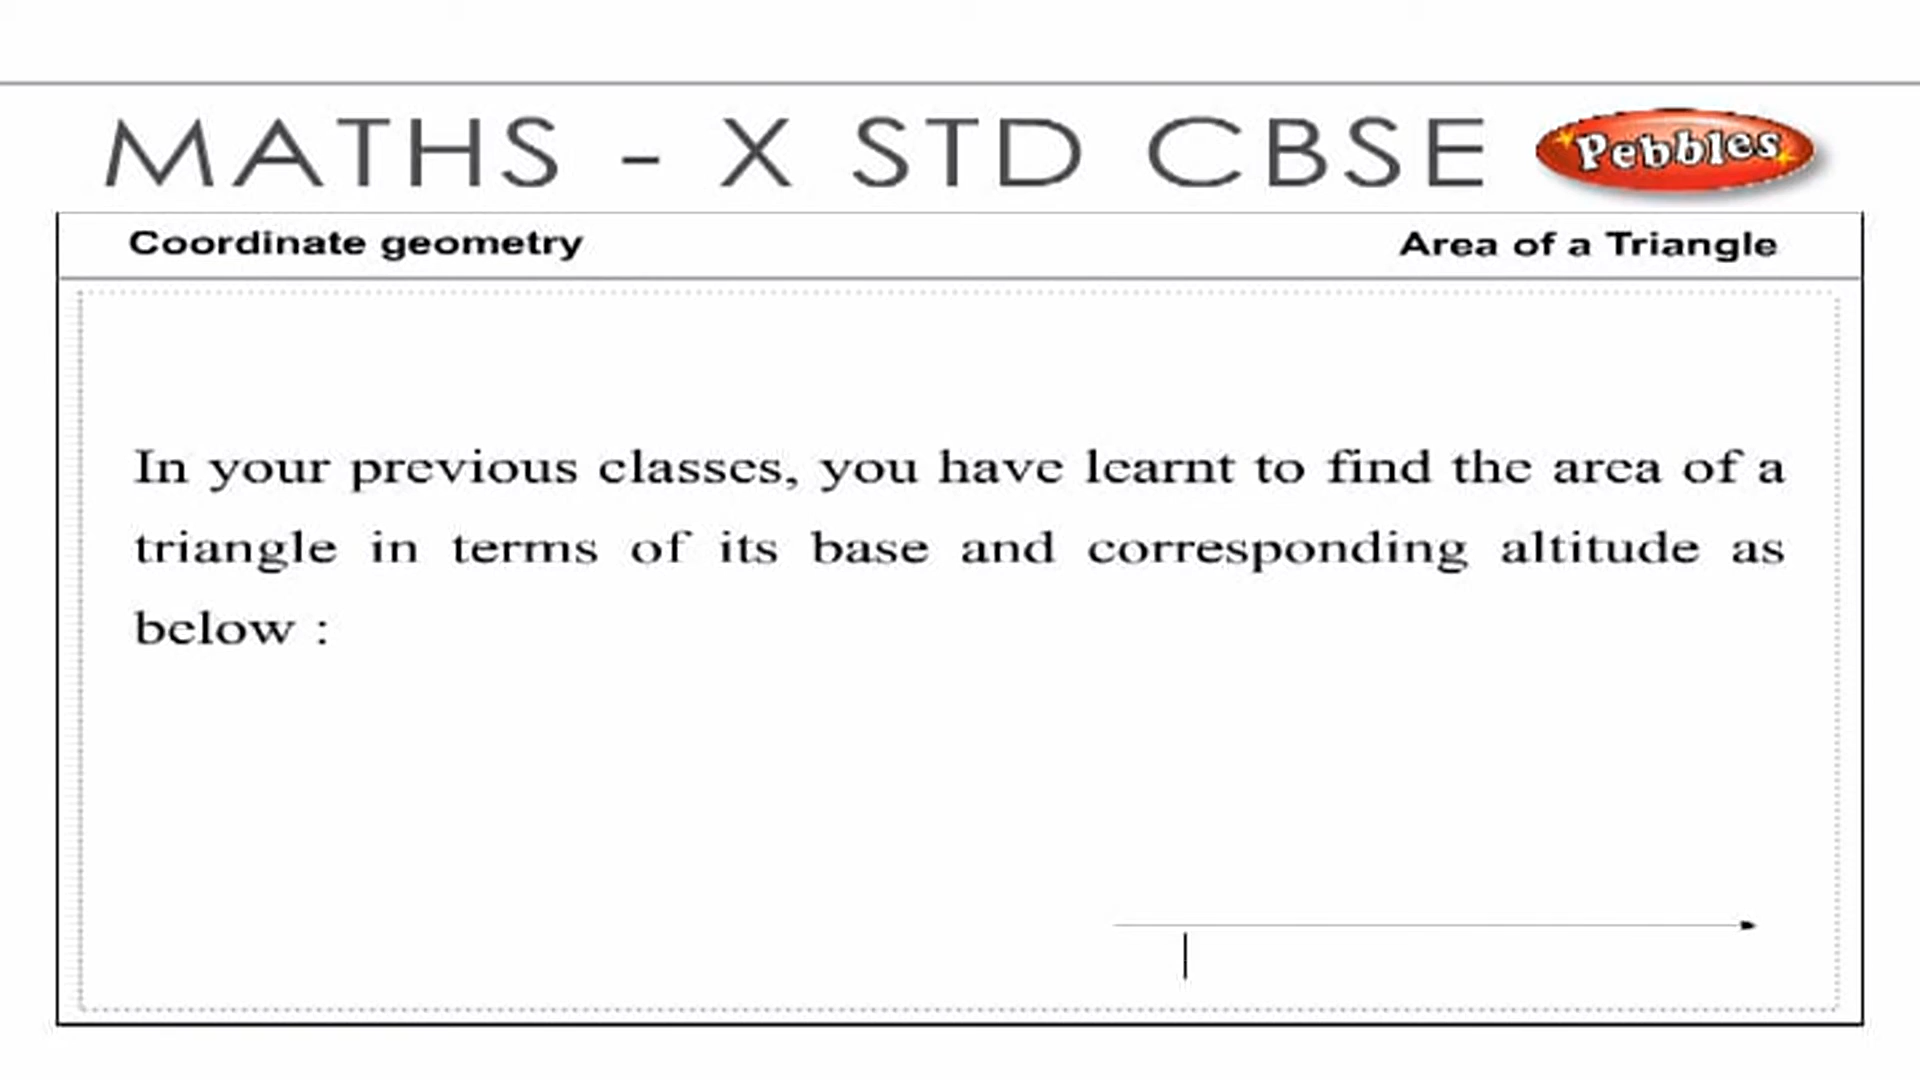 MATHS - X STD CBSE Pebbles
Coordinate geometry Area of a Triangle
In your previous classes, you have learnt to find the area of a
triangle in terms of its base and corresponding altitude as
below :